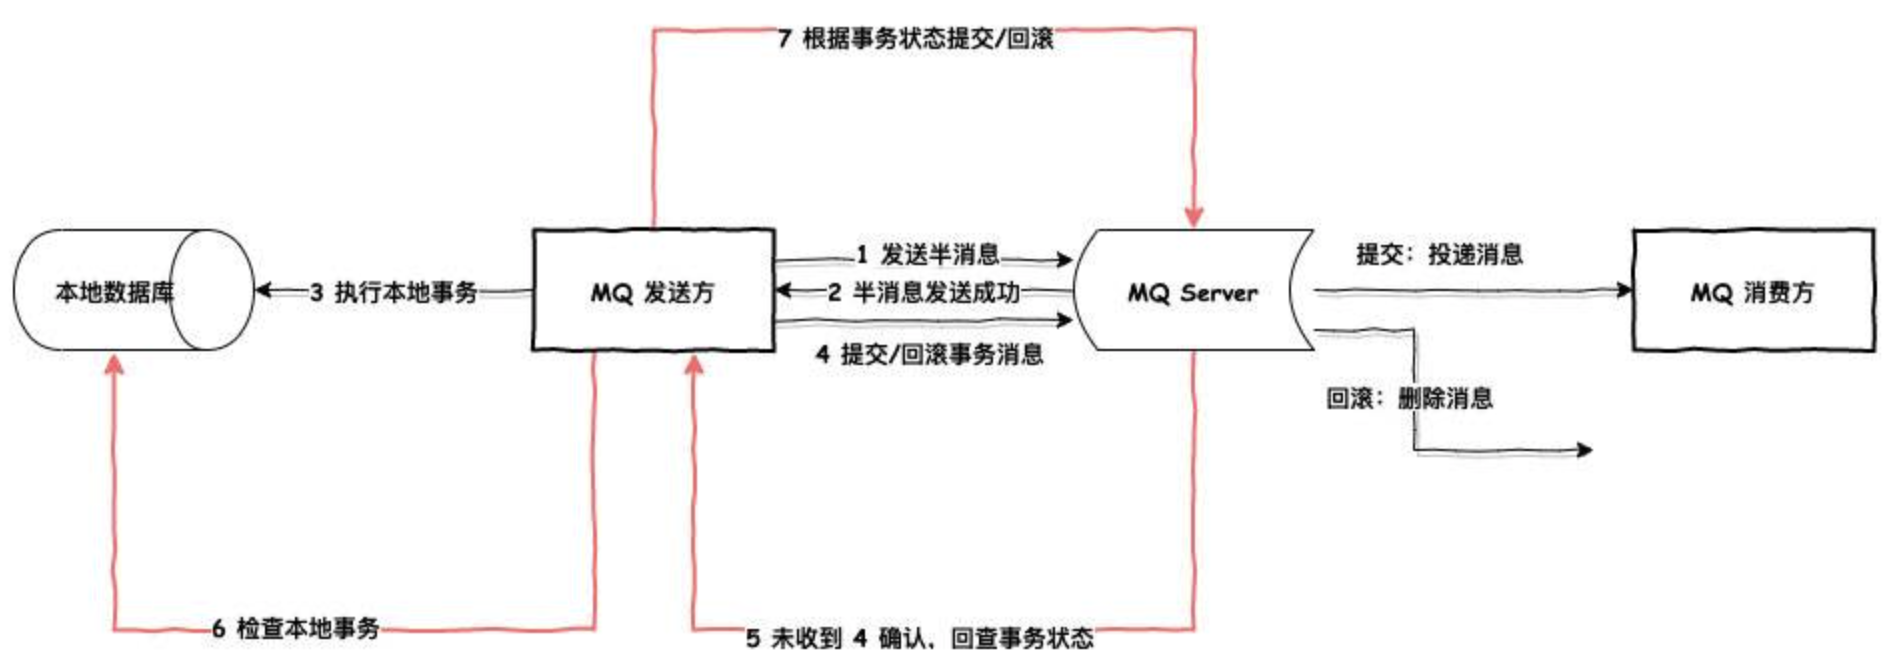 7 根据事务状态提交/回滚
本地数据库
3 执行本地事务
MQ 发送方
1 发送半消息
2 半消息发送成功
4 提交/回滚事务消息
MQ Server
提交：投递消息
MQ 消费方
回滚：删除消息
6 检查本地事务
5 未收到 4 确认，回查事务状态